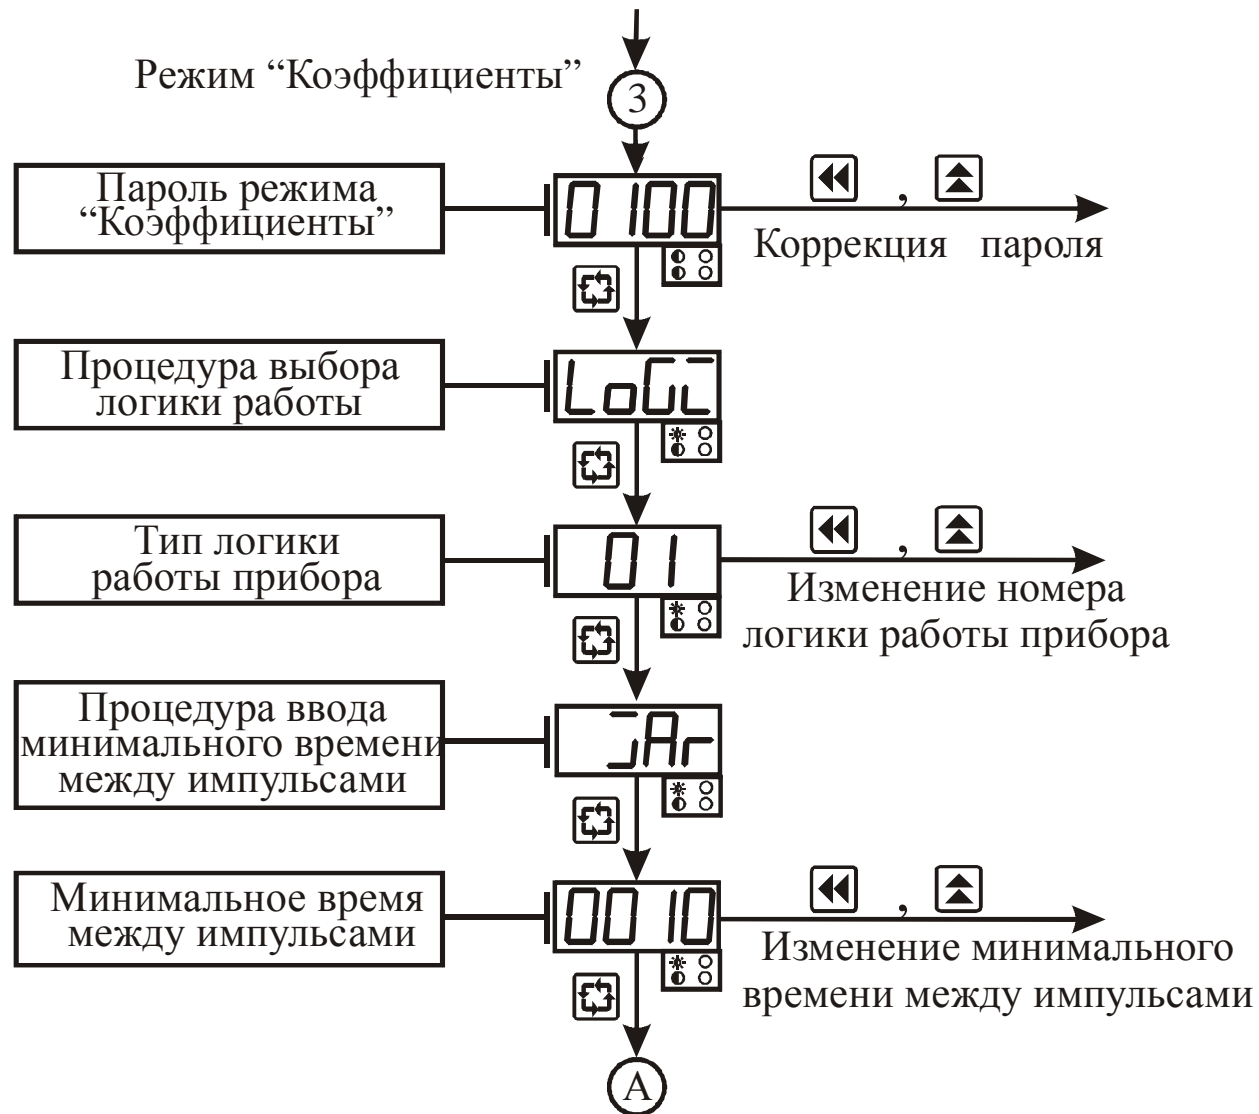 Режим “Коэффициенты”
3
Пароль режима
“Коэффициенты”
0100
,
Коррекция пароля
Процедура выбора
логики работы
LoGi
Тип логики
работы прибора
01
,
Изменение номера
логики работы прибора
Процедура ввода
минимального времени
между импульсами
Минимальное время
между импульсами
0010
,
Изменение минимального
времени между импульсами
А